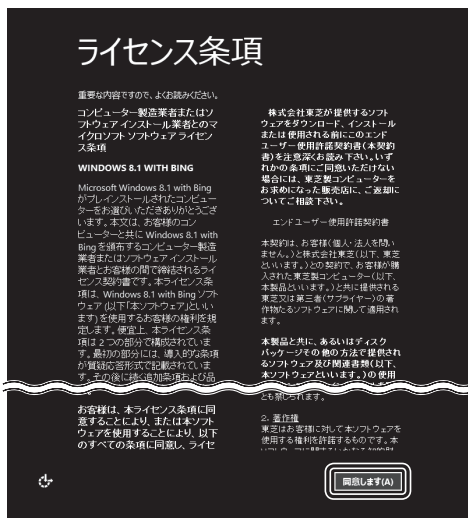 ライセンス条項
重要な内容ですので、よくお読みください。
コンピューター製造業者またはソ
フトウェア インストール業者とのマ
イクロソフト ソフトウェア ライセン
ス条項
WINDOWS 8.1 WITH BING
Microsoft Windows 8.1 with Bing
がプレインストールされたコンピュー
ターをお選びいただきありがとうござ
います。本文は、お客様のコン
ピューターと共に Windows 8.1 with
Bing を頒布するコンピューター製造
業者またはソフトウェア インストール
業者とお客様の間で締結されるライ
センス契約書です。本ライセンス条
項は、Windows 8.1 with Bing ソフト
ウェア (以下「本ソフトウェア」といい
ます) を使用するお客様の権利を規
定します。便宜上、本ライセンス条
項は 2 つの部分で構成されていま
す。最初の部分には、導入的な条項
が質疑応答形式で記載されていま
す。その後に続く追加条項および品
お客様は、本ライセンス条項に同
意することにより、または本ソフト
ウェアを使用することにより、以下
のすべての条項に同意し、ライセ
株式会社東芝が提供するソフト
ウェアをダウンロード、インストール
または 使用される前にこのエンド
ユーザー使用許諾契約書(本契約
書)を注意深くお読み下さい。いず
れかの条項にご同意いただけない
場合には、東芝製コンピューターを
お求めになった販売店に、ご返却に
ついてご相談下さい。
エンドユーザー使用許諾契約書
本契約は、お客様(個人・法人を問い
ません。)と株式会社東芝(以下、東芝
といいます。)との契約で、お客様が購
入された東芝製コンピューター(以下、
本製品といいます。)と共に提供される
東芝又は第三者(サプライヤー)の著
作物たるソフトウェアに関して適用され
ます。
本製品と共に、あるいはディスク
パッケージその他の方法で提供され
るソフトウェア及び関連書類(以下、
本ソフトウェアといいます。)の使用
とも禁じられます。
2. 著作権
東芝はお客様に対して本ソフトウェアを
使用する権利を許諾するものです。本
同意します(A)